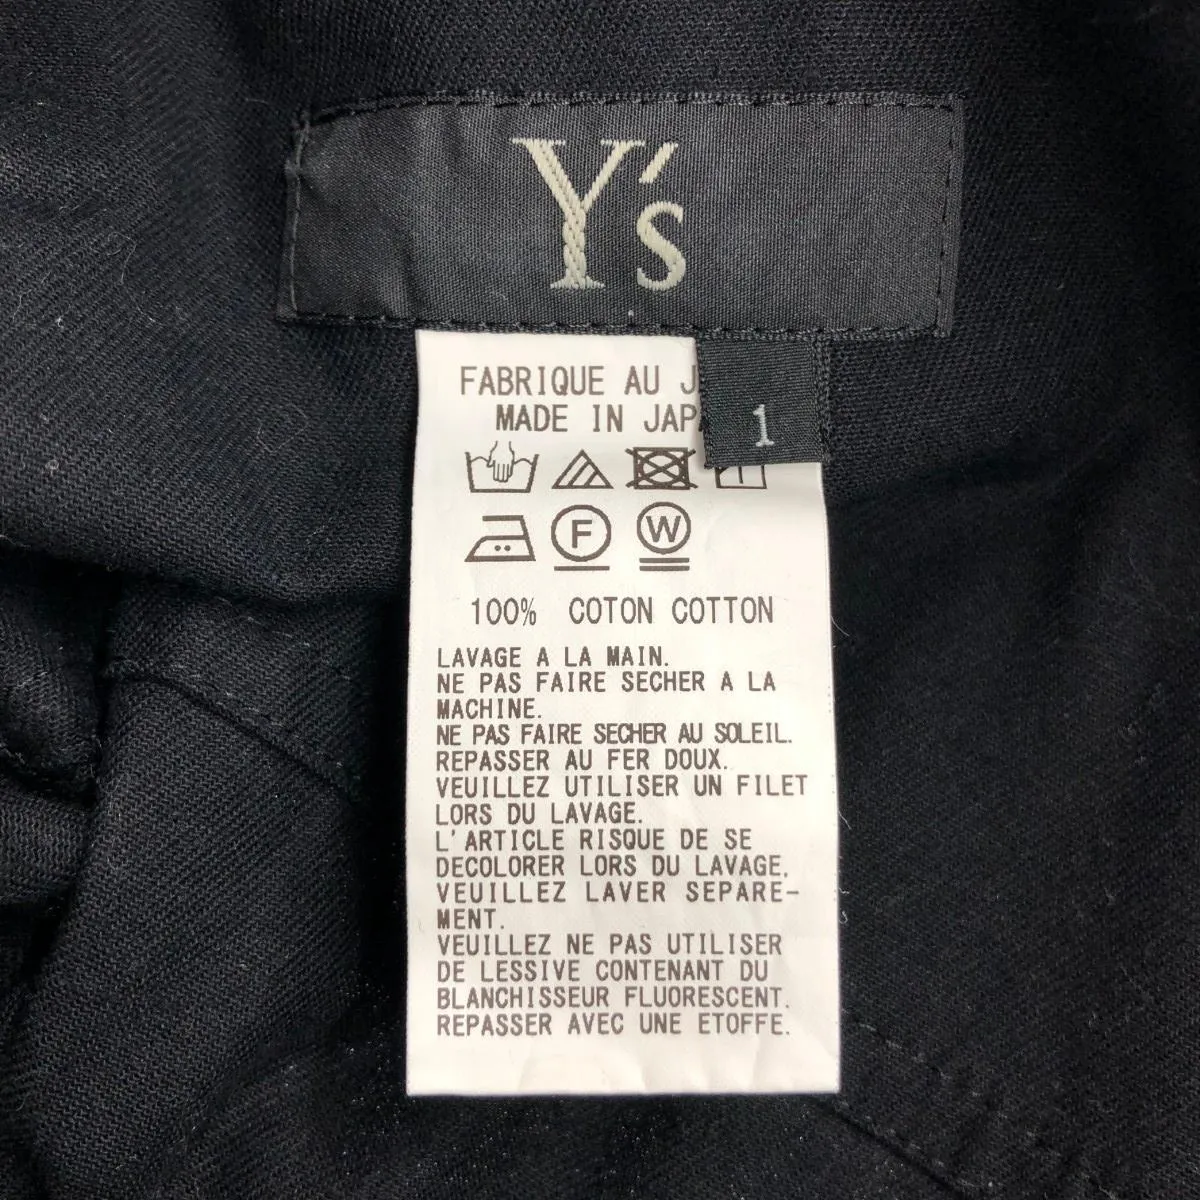 Y's
FABRIQUE AU
MADE IN
1
F
W
100% COTON COTTON
LAVAGE A LA MAIN.
NE PAS FAIRE SECHER A LA
MACHINE.
NE PAS FAIRE SECHER AU SOLEIL.
REPASSER AU FER DOUX.
VEUILLEZ UTILISER UN FILET
LORS DU LAVAGE.
L'ARTICLE RISQUE DE SE
DECOLORER LORS DU LAVAGE.
VEUILLEZ LAVER SEPARE-
MENT.
VEUILLEZ NE PAS UTILISER
DE LESSIVE CONTENANT DU
BLANCHISSEUR FLUORESCENT.
REPASSER AVEC UNE ETOFFE.